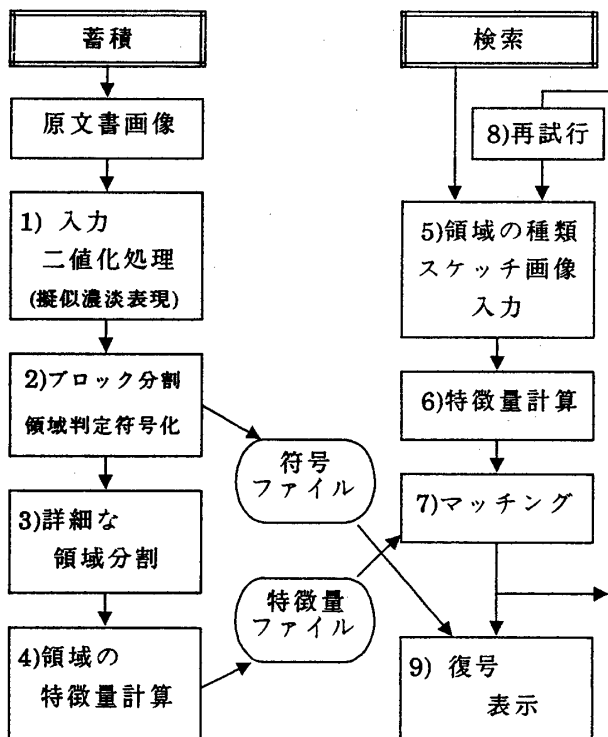 蓄積
原文書画像
1) 入力
二値化処理
(擬似濃淡表現)
2)ブロック分割
領域判定符号化
3)詳細な
領域分割
4)領域の
特徴量計算
符号
ファイル
特徴量
ファイル
検索
8)再試行
5)領域の種類
スケッチ画像
入力
6)特徴量計算
7)マッチング
9) 復号
表示